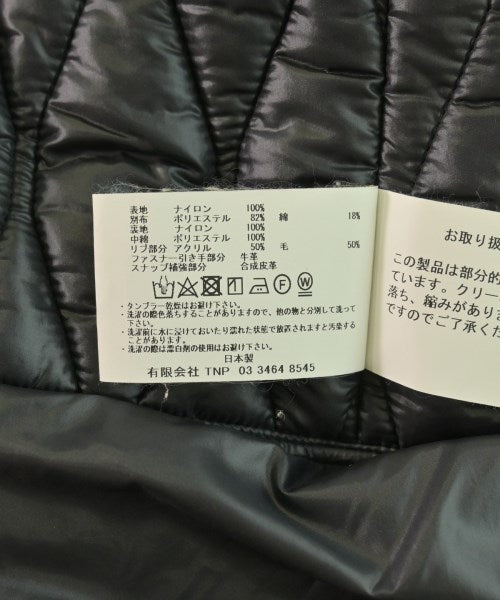 表地 ナイロン 100%
別布 ポリエステル 82% 綿 18%
裏地 ナイロン 100%
中綿 ポリエステル 100%
リブ部分 アクリル 50% 毛 50%
ファスナー引き手部分 牛革
スナップ補強部分 合成皮革
・タンブラー乾燥はお避け下さい。
・洗濯の際色落ちすることがありますので、他の物と分別して洗って下さい。
・洗濯前に水に浸けておいたり濡れた状態で放置されますと汚染することがあります。
・洗濯の際は漂白剤の使用はお避け下さい。
日本製
有限会社 TNP 03 3464 8545
お取り扱
この製品は部分的
ています。クリー
落ち、縮みがあります
ですのでご了承くだ